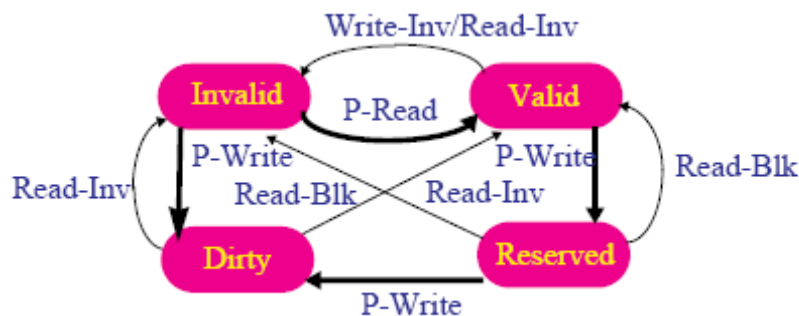 Write-Inv/Read-Inv
Invalid
Valid
P-Read
P-Write
P-Write
Read-Inv
Read-Blk
Read-Inv
Read-Blk
Dirty
Reserved
P-Write